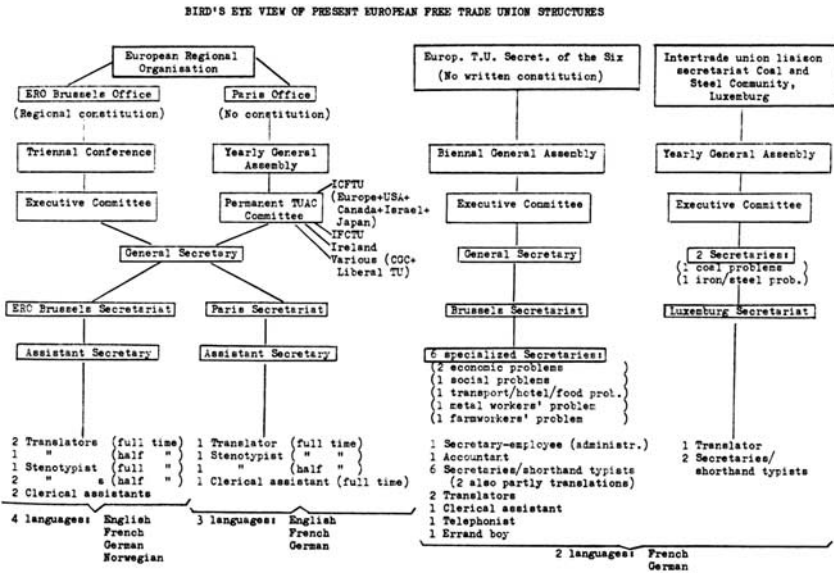 BIRD'S EYE VIEW OF PRESENT EUROPEAN FREE TRADE UNION STRUCTURES
European Regional
Organisation
ERO Brussels Office
(Regional constitution)
Paris Office
(No constitution)
Triennal Conference
Yearly General
Assembly
Executive Committee
Permanent TUAC
Committee
ICFTU
(Europe+USA+
Canada+Israel+
Japan)
IFCTU
Ireland
Various (CGC+
Liberal TU)
General Secretary
ERO Brussels Secretariat
Paris Secretariat
Assistant Secretary
Assistant Secretary
2 Translators (full time)
1 " (half " )
1 Stenotypist (full " )
2 " s (half " )
2 Clerical assistants
4 languages: English
French
German
Norwegian
1 Translator (full time)
1 Stenotypist ( " " )
1 " (half " )
1 Clerical assistant (full time)
3 languages: English
French
German
Europ. T.U. Secret. of the Six
(No written constitution)
Biennal General Assembly
Executive Committee
General Secretary
Brussels Secretariat
6 specialized Secretaries:
(2 economic problems )
(1 social problems )
(1 transport/hotel/food prob.)
(1 metal workers' problem )
(1 farmworkers' problem )
1 Secretary-employee (administr.)
1 Accountant
6 Secretaries/shorthand typists
(2 also partly translations)
2 Translators
1 Clerical assistant
1 Telephonist
1 Errand boy
Intertrade union liaison
secretariat Coal and
Steel Community,
Luxemburg
Yearly General Assembly
Executive Committee
2 Secretaries:
(1 coal problems )
(1 iron/steel prob.)
Luxemburg Secretariat
1 Translator
2 Secretaries/
shorthand typists
2 languages: French
German